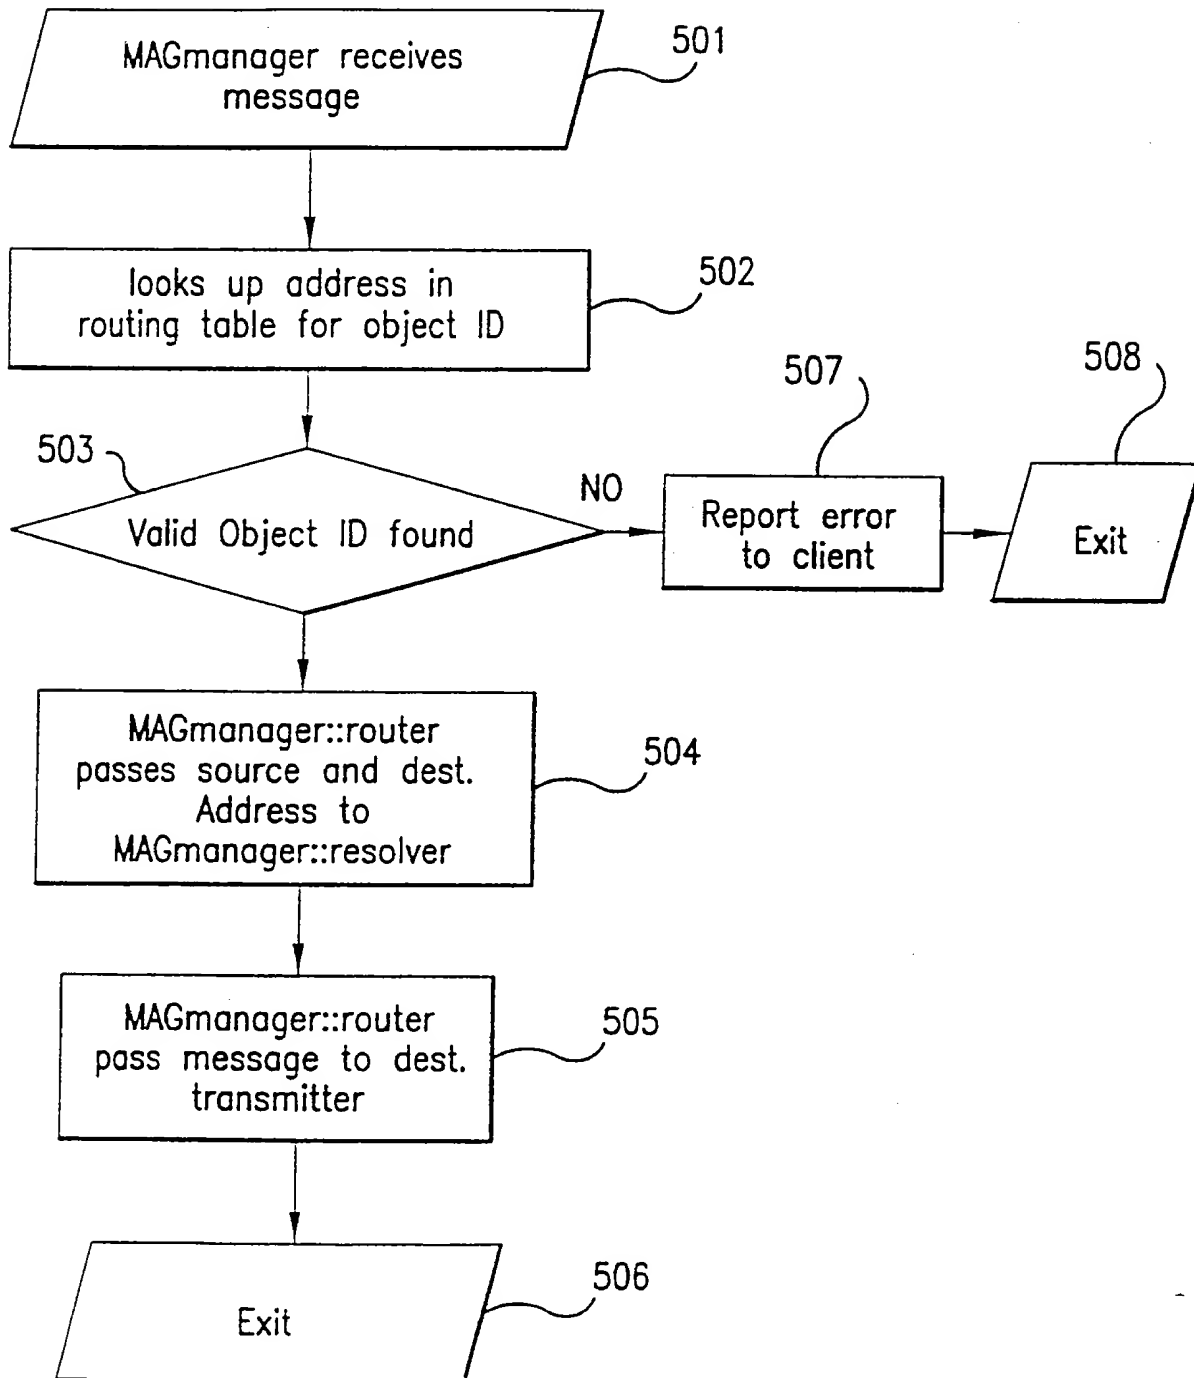 MAGmanager receives
message
501
looks up address in
routing table for object ID
502
503
Valid Object ID found
NO
507
Report error
to client
508
Exit
MAGmanager::router
passes source and dest.
Address to
MAGmanager::resolver
504
MAGmanager::router
pass message to dest.
transmitter
505
Exit
506